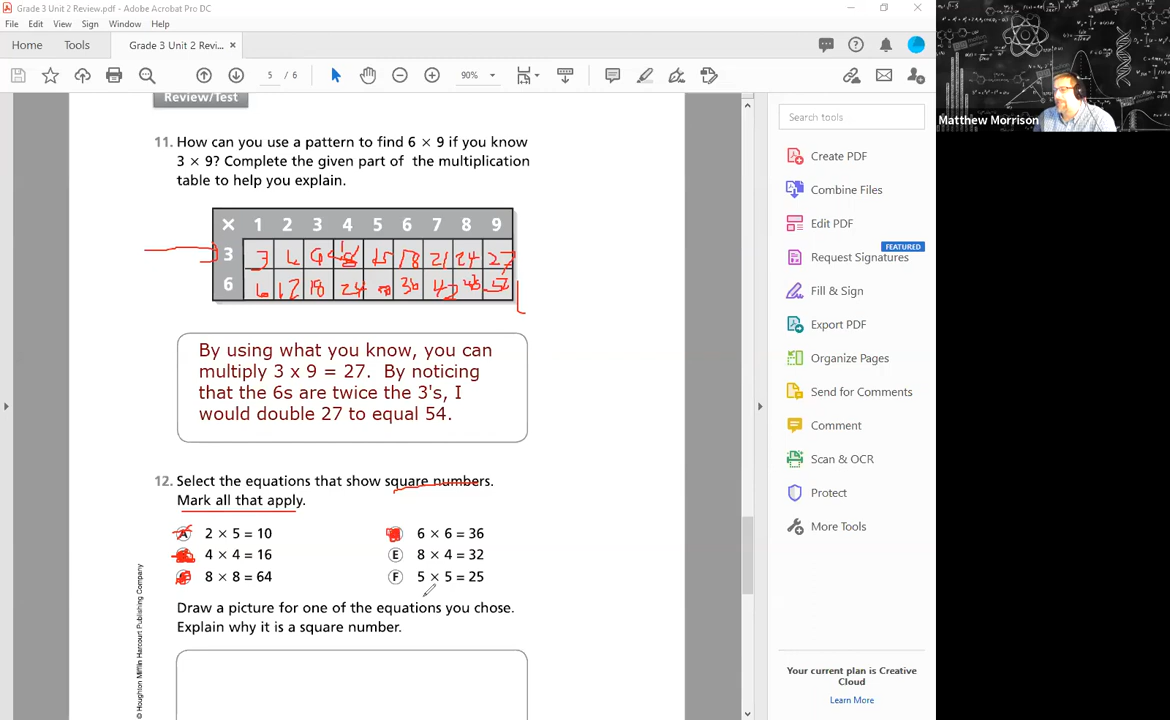 Grade 3 Unit 2 Review.pdf - Adobe Acrobat Pro DC
File Edit View Sign Window Help
Home Tools Grade 3 Unit 2 Revi... ×
5 / 6 90%
Review/Test
11. How can you use a pattern to find 6 × 9 if you know
3 × 9? Complete the given part of the multiplication
table to help you explain.
× 1 2 3 4 5 6 7 8 9
3 3 6 9 15 18 21 24 27
6 6 12 18 24 36 42 48 54
By using what you know, you can
multiply 3 x 9 = 27. By noticing
that the 6s are twice the 3's, I
would double 27 to equal 54.
12. Select the equations that show square numbers.
Mark all that apply.
A 2 × 5 = 10
4 × 4 = 16
8 × 8 = 64
6 × 6 = 36
E 8 × 4 = 32
F 5 × 5 = 25
Draw a picture for one of the equations you chose.
Explain why it is a square number.
© Houghton Mifflin Harcourt Publishing Company
Search tools
Create PDF
Combine Files
Edit PDF
FEATURED
Request Signatures
Fill & Sign
Export PDF
Organize Pages
Send for Comments
Comment
Scan & OCR
Protect
More Tools
Your current plan is Creative
Cloud
Learn More
Matthew Morrison